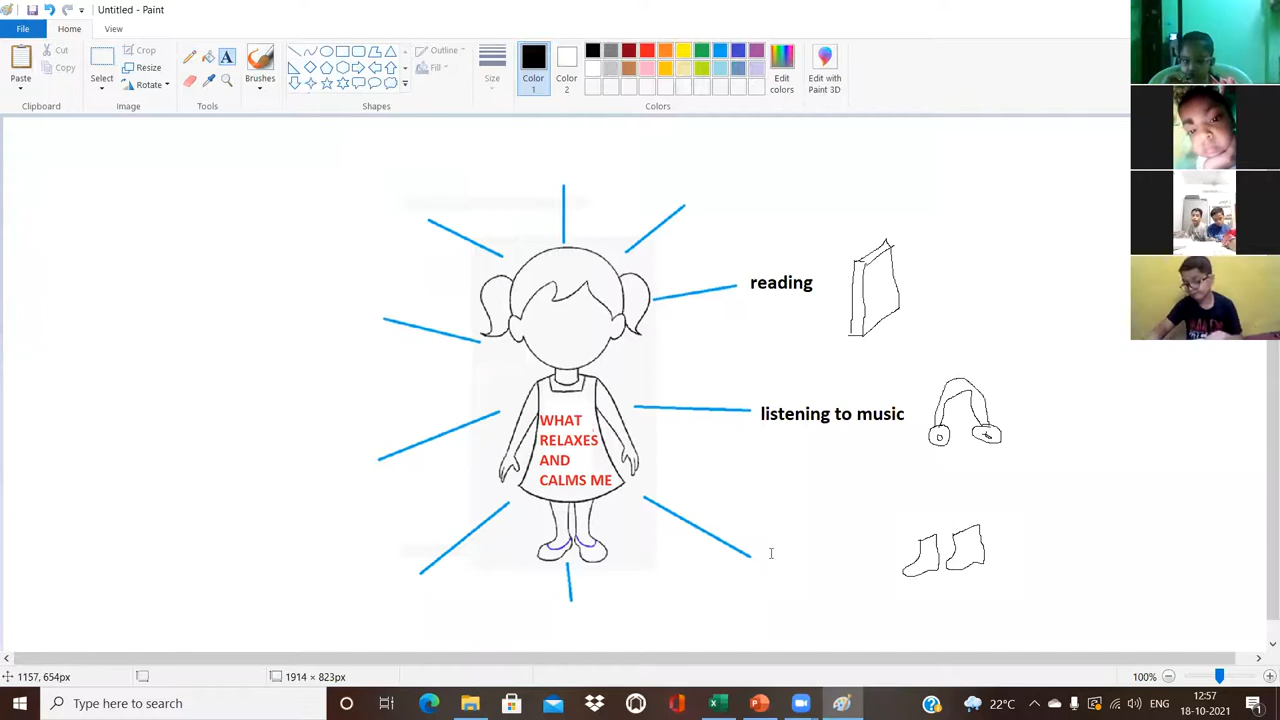 Untitled - Paint
File
Home
View
Paste
Cut
Copy
Clipboard
Select
Crop
Resize
Rotate
Image
Tools
Brushes
Shapes
Outline
Fill
Size
Color
1
Color
2
Colors
Edit
colors
Edit with
Paint 3D
reading
listening to music
WHAT
RELAXES
AND
CALMS ME
1157, 654px
1914 × 823px
100%
Type here to search
22°C
ENG
12:57
18-10-2021